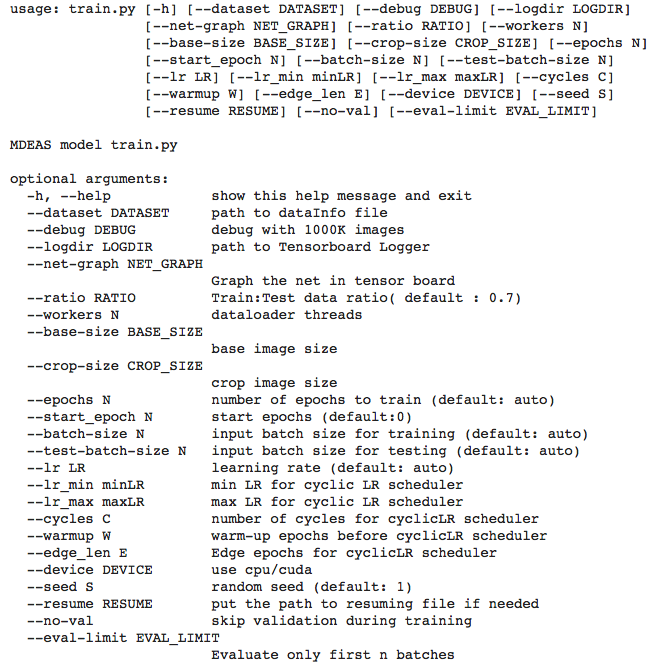 usage: train.py [-h] [--dataset DATASET] [--debug DEBUG] [--logdir LOGDIR]
                [--net-graph NET_GRAPH] [--ratio RATIO] [--workers N]
                [--base-size BASE_SIZE] [--crop-size CROP_SIZE] [--epochs N]
                [--start_epoch N] [--batch-size N] [--test-batch-size N]
                [--lr LR] [--lr_min minLR] [--lr_max maxLR] [--cycles C]
                [--warmup W] [--edge_len E] [--device DEVICE] [--seed S]
                [--resume RESUME] [--no-val] [--eval-limit EVAL_LIMIT]

MDEAS model train.py

optional arguments:
  -h, --help            show this help message and exit
  --dataset DATASET     path to dataInfo file
  --debug DEBUG         debug with 1000K images
  --logdir LOGDIR       path to Tensorboard Logger
  --net-graph NET_GRAPH
                        Graph the net in tensor board
  --ratio RATIO         Train:Test data ratio( default : 0.7)
  --workers N           dataloader threads
  --base-size BASE_SIZE
                        base image size
  --crop-size CROP_SIZE
                        crop image size
  --epochs N            number of epochs to train (default: auto)
  --start_epoch N       start epochs (default:0)
  --batch-size N        input batch size for training (default: auto)
  --test-batch-size N   input batch size for testing (default: auto)
  --lr LR               learning rate (default: auto)
  --lr_min minLR        min LR for cyclic LR scheduler
  --lr_max maxLR        max LR for cyclic LR scheduler
  --cycles C            number of cycles for cyclicLR scheduler
  --warmup W            warm-up epochs before cyclicLR scheduler
  --edge_len E          Edge epochs for cyclicLR scheduler
  --device DEVICE       use cpu/cuda
  --seed S              random seed (default: 1)
  --resume RESUME       put the path to resuming file if needed
  --no-val              skip validation during training
  --eval-limit EVAL_LIMIT
                        Evaluate only first n batches